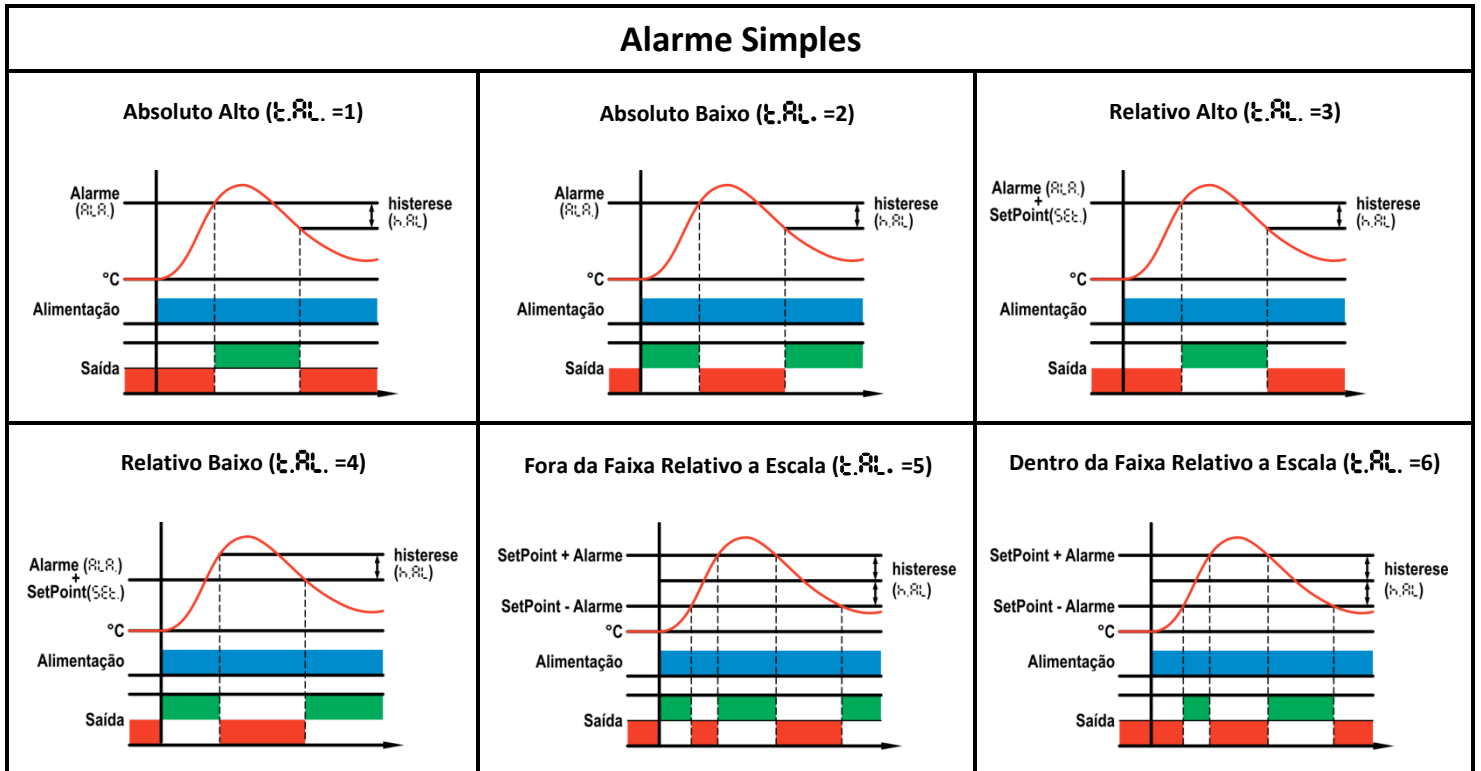 Alarme Simples
Absoluto Alto (t.AL. =1)
Alarme
(ALA.)
histerese
(h.AL)
°C
Alimentação
Saída
Absoluto Baixo (t.AL. =2)
Alarme
(ALA.)
histerese
(h.AL)
°C
Alimentação
Saída
Relativo Alto (t.AL. =3)
Alarme (ALA.)
+
SetPoint(SEt.)
histerese
(h.AL)
°C
Alimentação
Saída
Relativo Baixo (t.AL. =4)
Alarme (ALA.)
+
SetPoint(SEt.)
histerese
(h.AL)
°C
Alimentação
Saída
Fora da Faixa Relativo a Escala (t.AL. =5)
SetPoint + Alarme
SetPoint - Alarme
histerese
(h.AL)
°C
Alimentação
Saída
Dentro da Faixa Relativo a Escala (t.AL. =6)
SetPoint + Alarme
SetPoint - Alarme
histerese
(h.AL)
°C
Alimentação
Saída